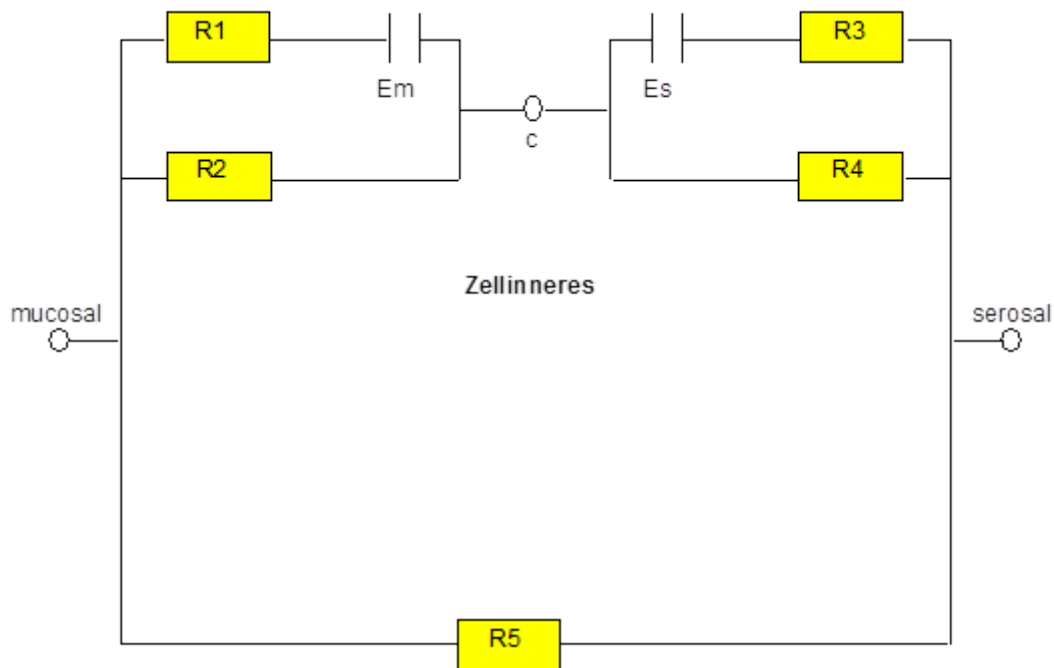 R1
R3
Em
Es
c
R2
R4
Zellinneres
mucosal
serosal
R5